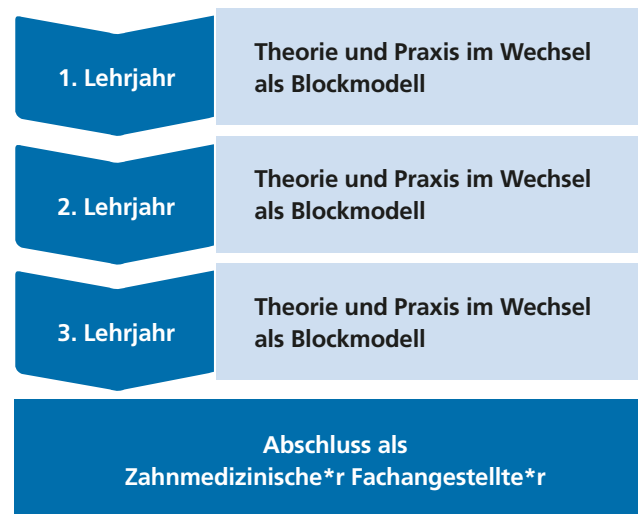 1. Lehrjahr
Theorie und Praxis im Wechsel
als Blockmodell
2. Lehrjahr
Theorie und Praxis im Wechsel
als Blockmodell
3. Lehrjahr
Theorie und Praxis im Wechsel
als Blockmodell
Abschluss als
Zahnmedizinische*r Fachangestellte*r